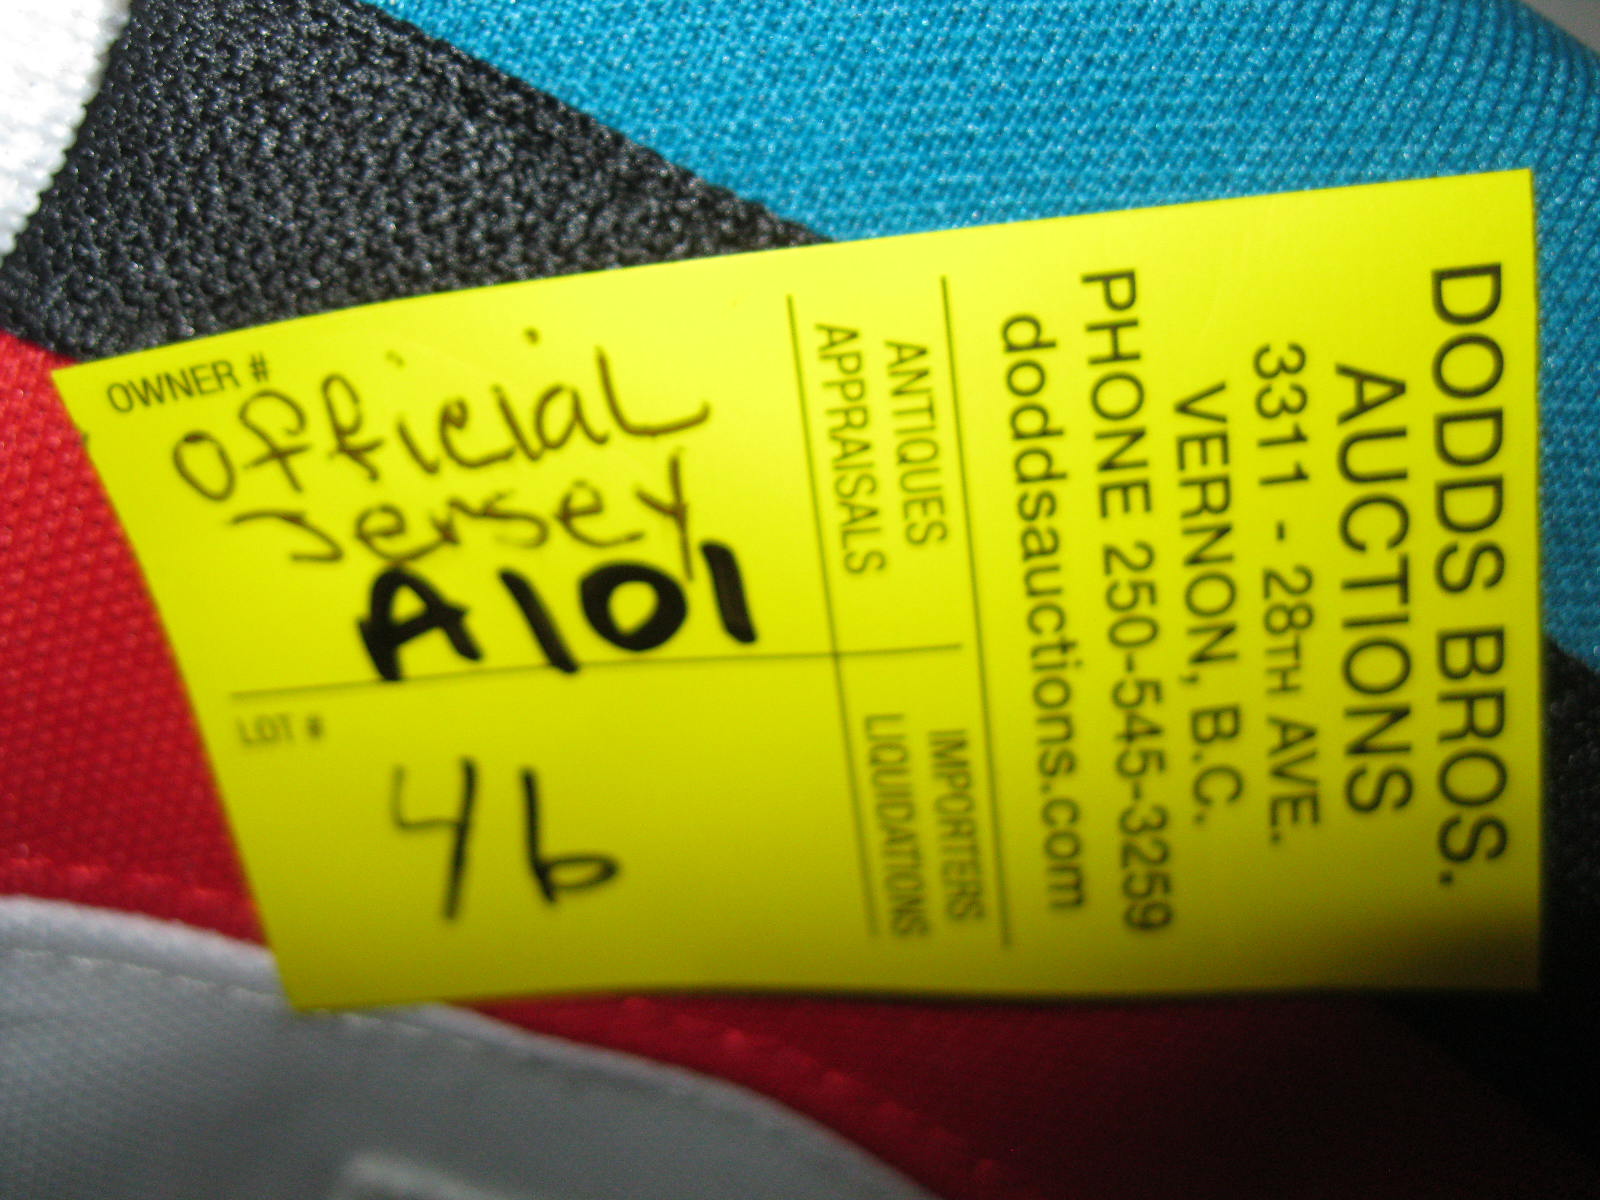 DODDS BROS.
AUCTIONS
3311 - 28TH AVE.
VERNON, B.C.
PHONE 250-545-3259
doddsauctions.com
ANTIQUES
APPRAISALS
IMPORTERS
LIQUIDATIONS
OWNER #
Official
Jersey
A101
LOT #
46